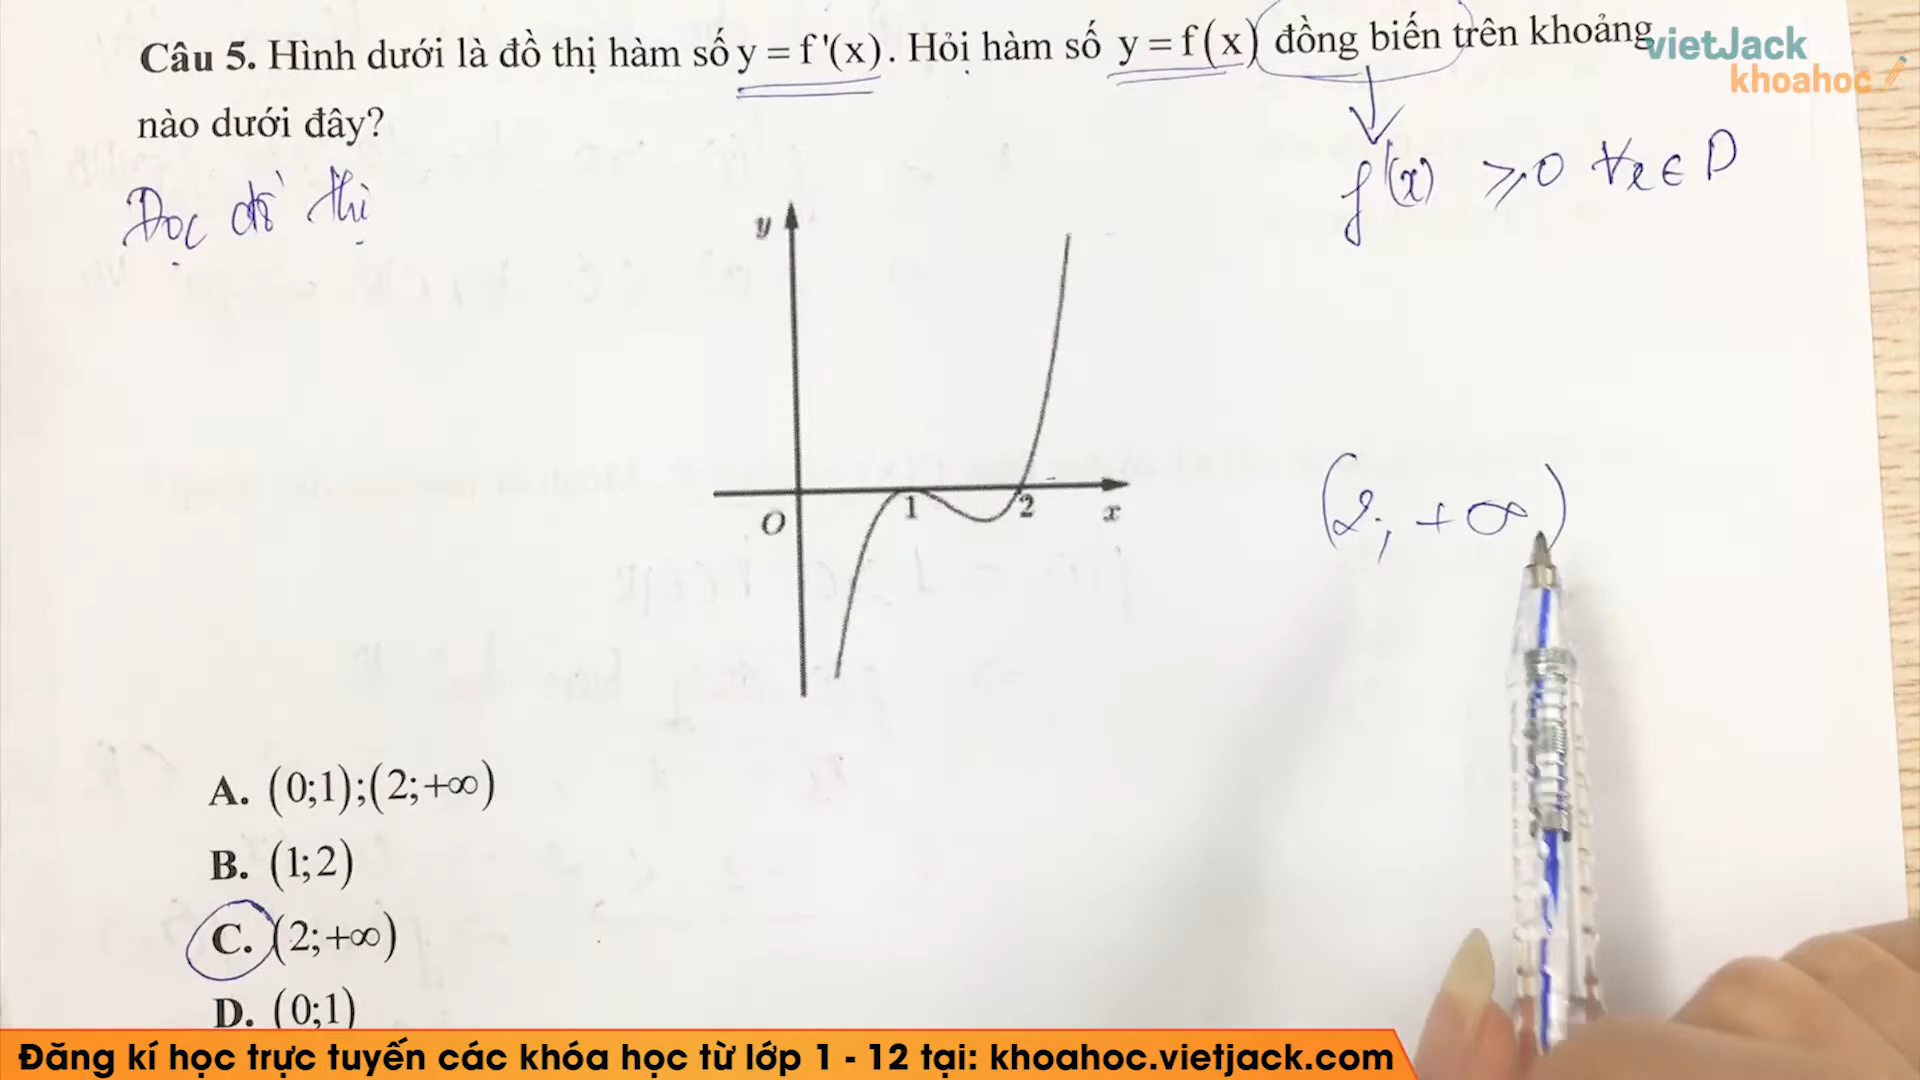 Câu 5. Hình dưới là đồ thị hàm số y = f'(x). Hỏi hàm số y = f(x) đồng biến trên khoảng
nào dưới đây?
vietJack
khoahoc
Đọc đồ thị
f'(x) ⩾ 0 ∀x ∈ D
y
O
1
2
x
(2; +∞)
A. (0;1);(2;+∞)
B. (1;2)
C. (2;+∞)
D. (0;1)
Đăng kí học trực tuyến các khóa học từ lớp 1 - 12 tại: khoahoc.vietjack.com